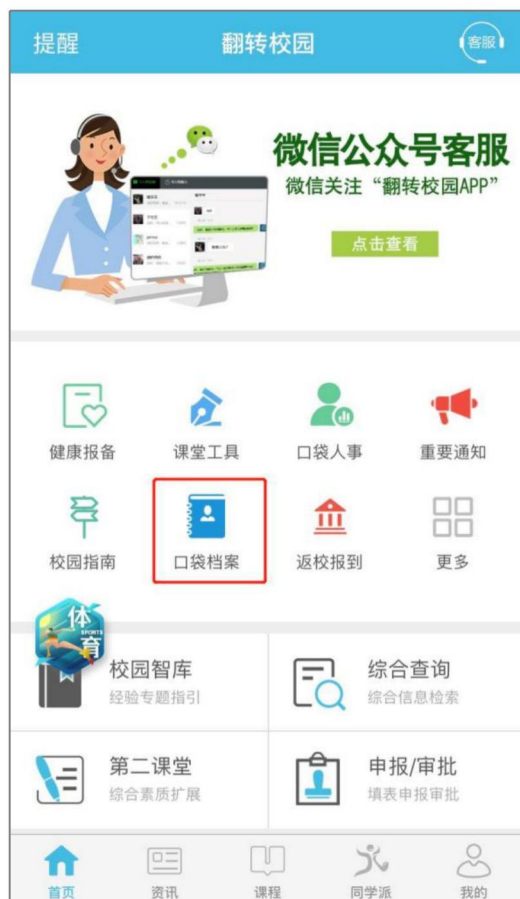 提醒
翻转校园
客服
微信公众号客服
微信关注“翻转校园APP”
点击查看
健康报备
课堂工具
口袋人事
重要通知
校园指南
口袋档案
返校报到
更多
体
SPORTS
育
校园智库
经验专题指引
综合查询
综合信息检索
第二课堂
综合素质扩展
申报/审批
填表申报审批
首页
资讯
课程
同学派
我的